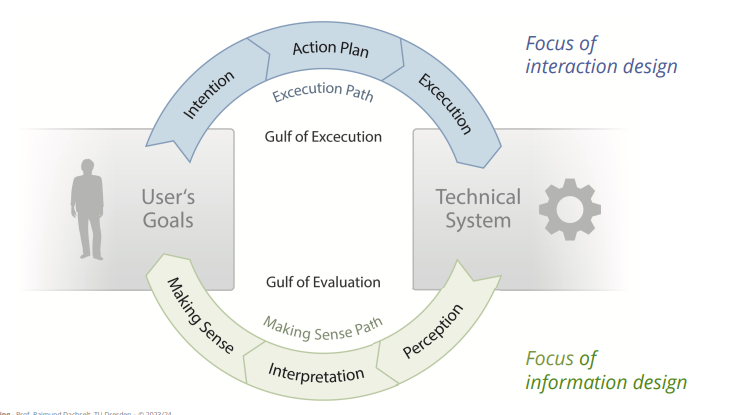 Focus of
interaction design
Action Plan
Intention
Excecution
Excecution Path
Gulf of Excecution
User's
Goals
Technical
System
Gulf of Evaluation
Making Sense Path
Making Sense
Interpretation
Perception
Focus of
information design
Prof. Raimund Dachselt, TU Dresden - © 2023/24